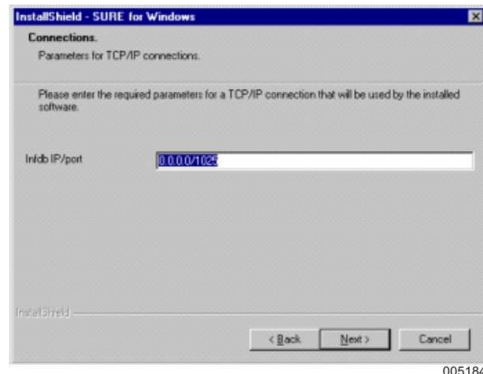 InstallShield - SURE for Windows
Connections.
Parameters for TCP/IP connections.
Please enter the required parameters for a TCP/IP connection that will be used by the installed
software.
Infdb IP/port
0.0.0.0/1025
InstallShield
< Back
Next >
Cancel
005184